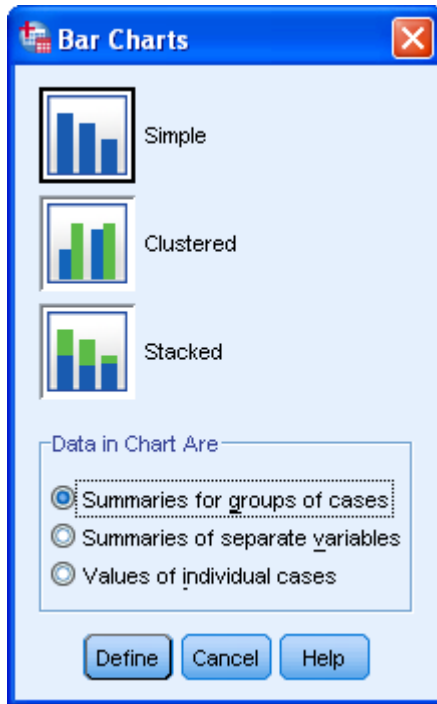 Bar Charts
Simple
Clustered
Stacked
Data in Chart Are
Summaries for groups of cases
Summaries of separate variables
Values of individual cases
Define Cancel Help